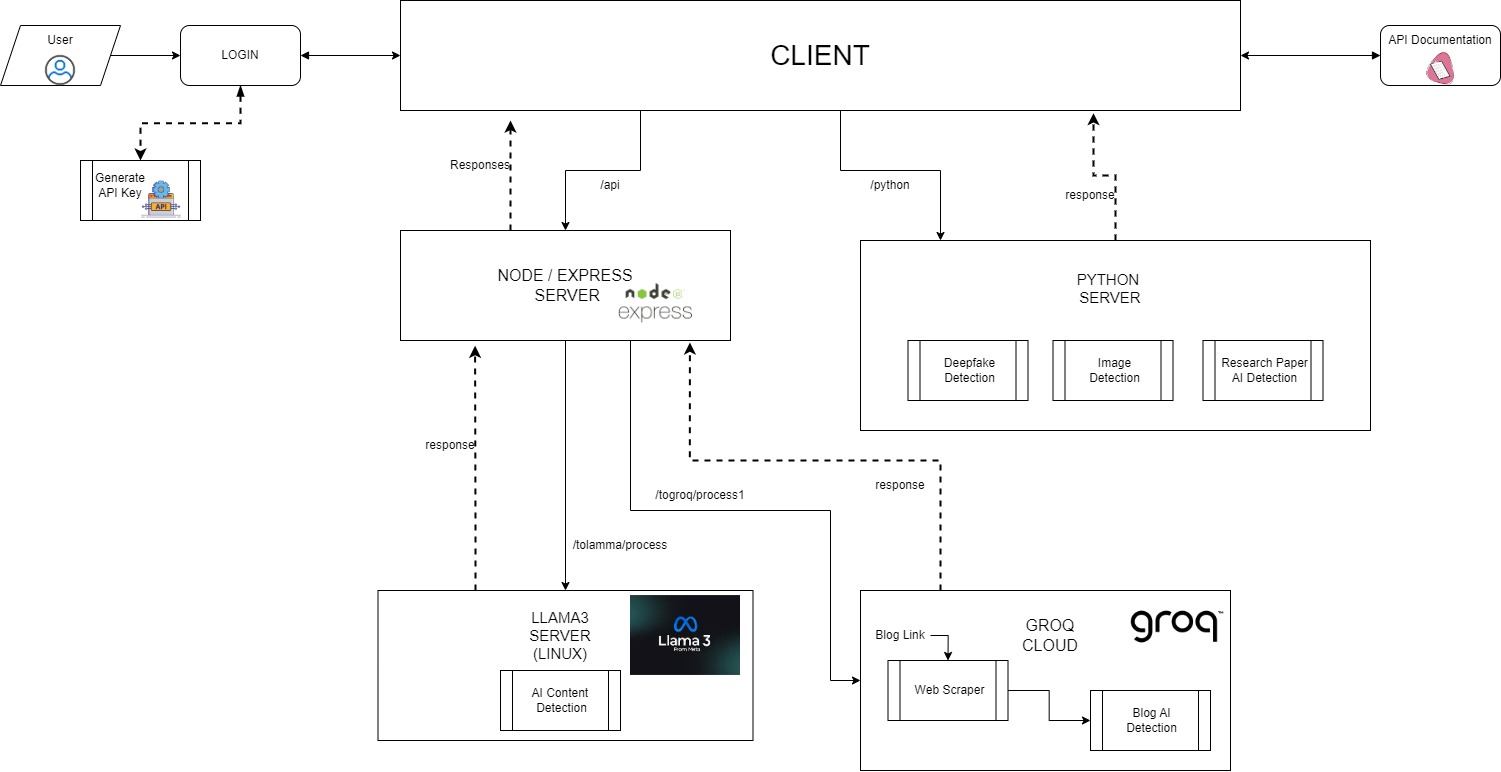 User
LOGIN
CLIENT
API Documentation
Generate
API Key
API
Responses
/api
/python
response
NODE / EXPRESS
SERVER
node
express
PYTHON
SERVER
Deepfake
Detection
Image
Detection
Research Paper
AI Detection
response
/togroq/process1
response
/tolamma/process
LLAMA3
SERVER
(LINUX)
Llama 3
From Meta
AI Content
Detection
GROQ
CLOUD
groq™
Blog Link
Web Scraper
Blog AI
Detection